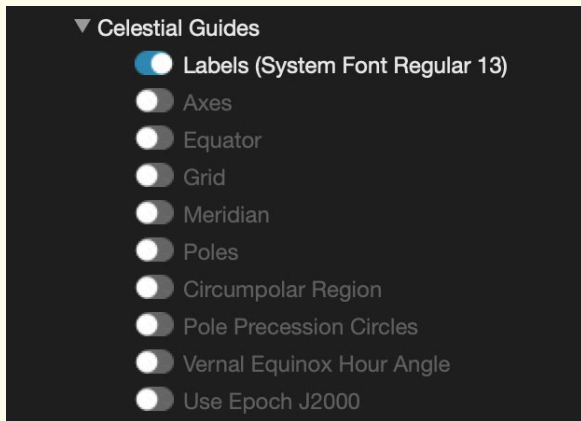 Celestial Guides
Labels (System Font Regular 13)
Axes
Equator
Grid
Meridian
Poles
Circumpolar Region
Pole Precession Circles
Vernal Equinox Hour Angle
Use Epoch J2000